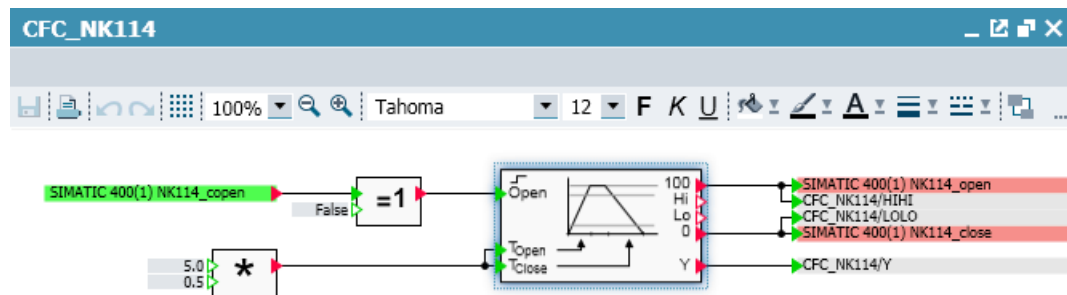 CFC_NK114
100% Tahoma 12 F K U A ...
SIMATIC 400(1) NK114_copen
False
=1
Open
100
Hi
Lo
0
TOpen
TClose
Y
SIMATIC 400(1) NK114_open
CFC_NK114/HIHI
CFC_NK114/LOLO
SIMATIC 400(1) NK114_close
CFC_NK114/Y
5.0
0.5
*